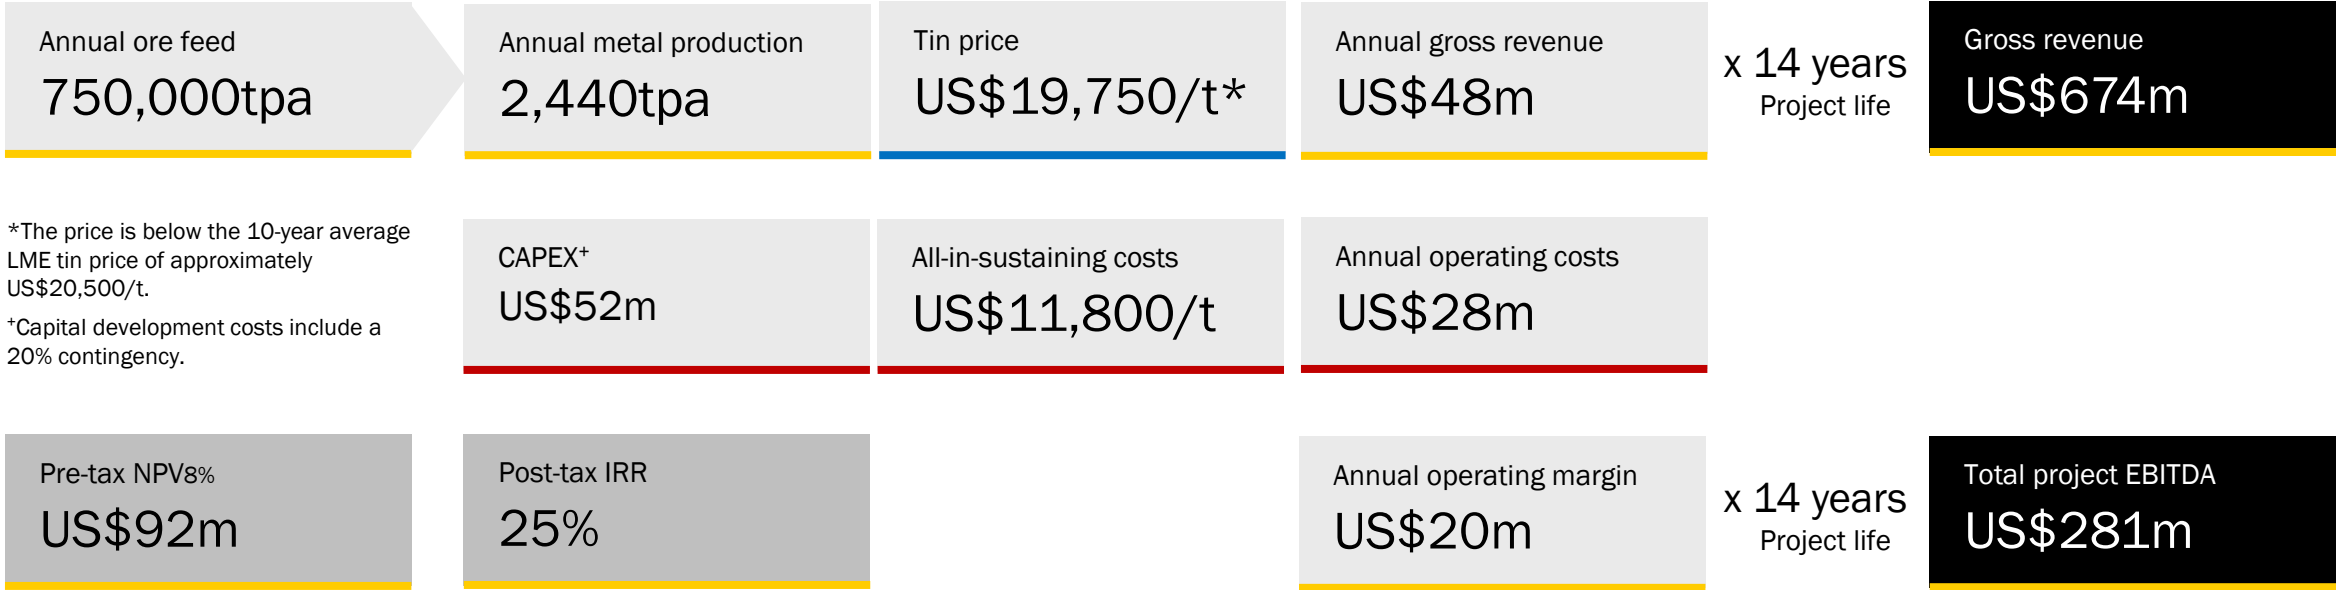 Annual ore feed
750,000tpa
Annual metal production
2,440tpa
Tin price
US$19,750/t*
Annual gross revenue
US$48m
x 14 years
Project life
Gross revenue
US$674m
*The price is below the 10-year average
LME tin price of approximately
US$20,500/t.
+Capital development costs include a
20% contingency.
CAPEX+
US$52m
All-in-sustaining costs
US$11,800/t
Annual operating costs
US$28m
Pre-tax NPV8%
US$92m
Post-tax IRR
25%
Annual operating margin
US$20m
x 14 years
Project life
Total project EBITDA
US$281m